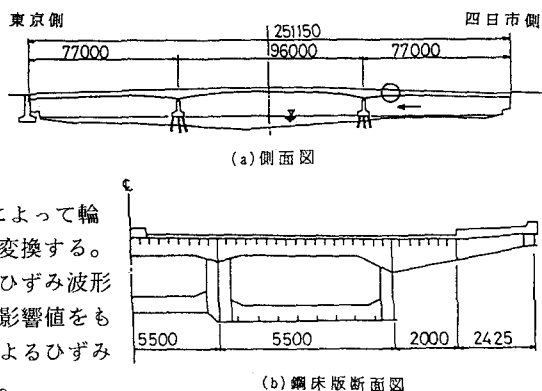 東京側 四日市側
251150
77000 96000 77000
(a)側面図
℄
によって輪
変換する。
ひずみ波形
影響値をも
よるひずみ
5500 5500 2000 2425
(b)鋼床版断面図